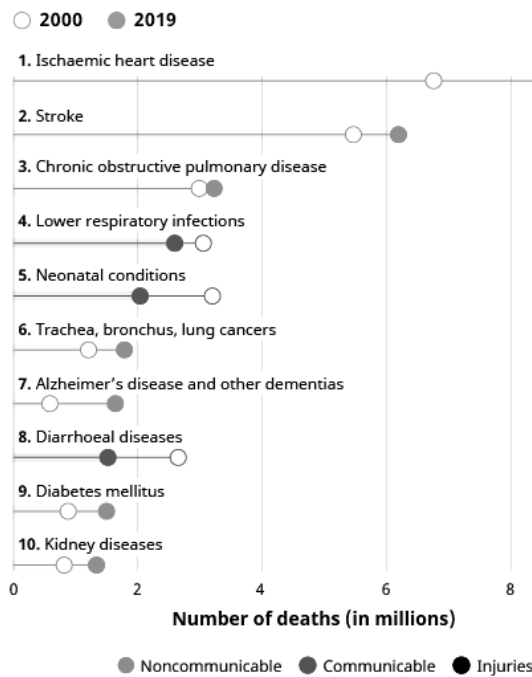 2000 2019
1. Ischaemic heart disease
2. Stroke
3. Chronic obstructive pulmonary disease
4. Lower respiratory infections
5. Neonatal conditions
6. Trachea, bronchus, lung cancers
7. Alzheimer's disease and other dementias
8. Diarrhoeal diseases
9. Diabetes mellitus
10. Kidney diseases
0 2 4 6 8
Number of deaths (in millions)
Noncommunicable Communicable Injuries